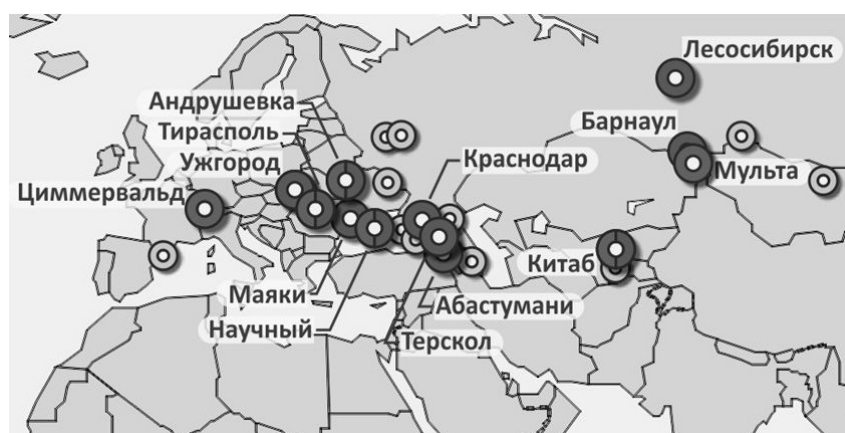 Лесосибирск
Андрушевка
Тирасполь
Барнаул
Ужгород
Краснодар
Мульта
Циммервальд
Китаб
Маяки
Абастумани
Научный
Терскол